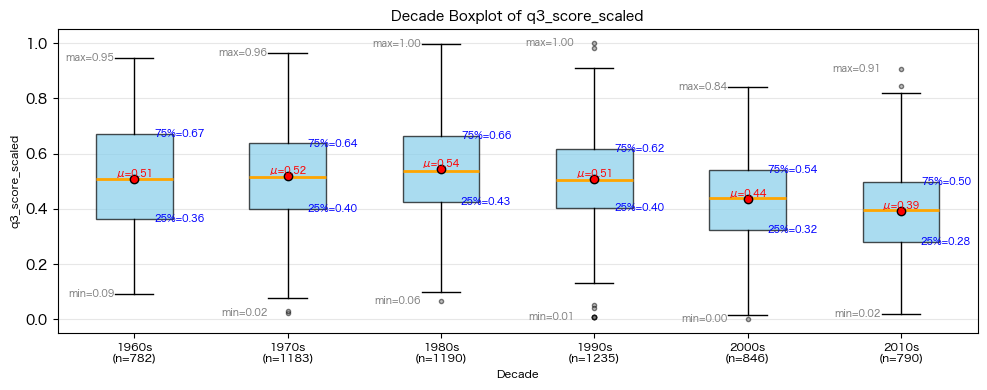 Decade Boxplot of q3_score_scaled
q3_score_scaled
1.0
0.8
0.6
0.4
0.2
0.0
max=0.95
75%=0.67
μ=0.51
25%=0.36
min=0.09
max=0.96
75%=0.64
μ=0.52
25%=0.40
min=0.02
max=1.00
75%=0.66
μ=0.54
25%=0.43
min=0.06
max=1.00
75%=0.62
μ=0.51
25%=0.40
min=0.01
max=0.84
75%=0.54
μ=0.44
25%=0.32
min=0.00
max=0.91
75%=0.50
μ=0.39
25%=0.28
min=0.02
1960s
(n=782)
1970s
(n=1183)
1980s
(n=1190)
1990s
(n=1235)
2000s
(n=846)
2010s
(n=790)
Decade